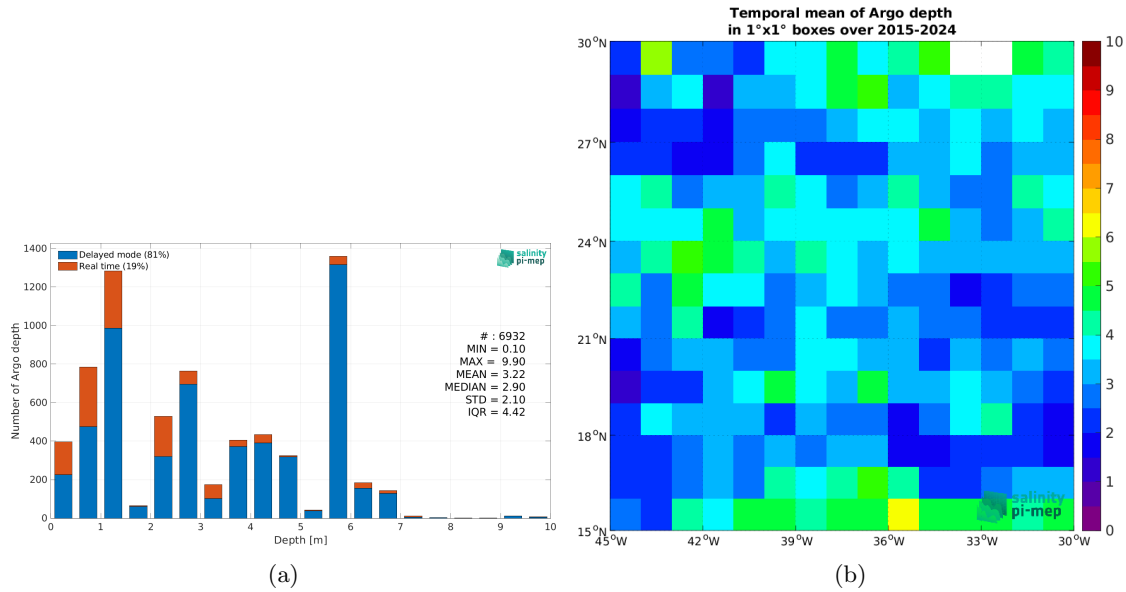 Delayed mode (81%)
Real time (19%)
salinity
pi-mep
# : 6932
MIN = 0.10
MAX = 9.90
MEAN = 3.22
MEDIAN = 2.90
STD = 2.10
IQR = 4.42
Number of Argo depth
1400
1200
1000
800
600
400
200
0
0 1 2 3 4 5 6 7 8 9 10
Depth [m]
(a)
Temporal mean of Argo depth
in 1°x1° boxes over 2015-2024
30°N
27°N
24°N
21°N
18°N
15°N
45°W 42°W 39°W 36°W 33°W 30°W
salinity
pi-mep
10
9
8
7
6
5
4
3
2
1
0
(b)